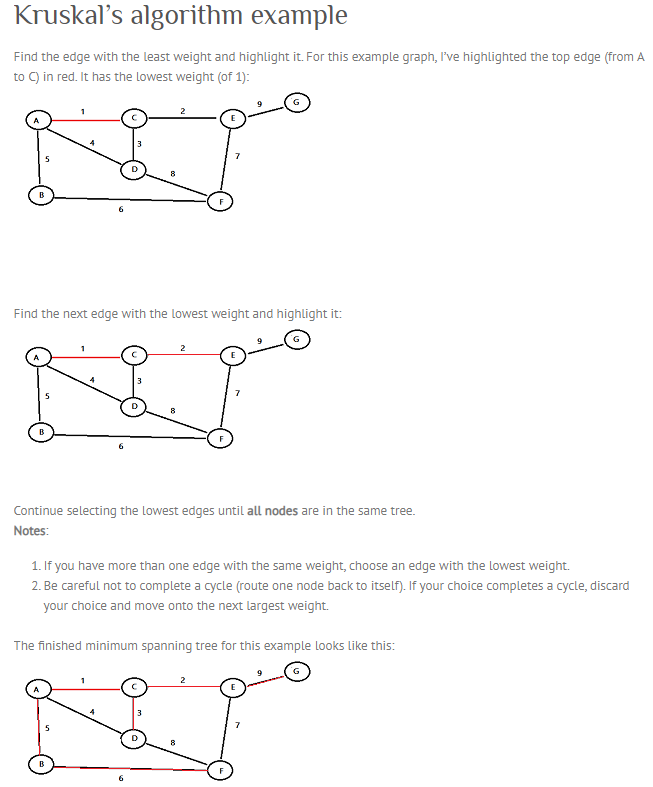 Kruskal's algorithm example
Find the edge with the least weight and highlight it. For this example graph, I've highlighted the top edge (from A
to C) in red. It has the lowest weight (of 1):
A 1 C 2 E 9 G
4 3
5 D 8 7
B 6 F
Find the next edge with the lowest weight and highlight it:
A 1 C 2 E 9 G
4 3
5 D 8 7
B 6 F
Continue selecting the lowest edges until all nodes are in the same tree.
Notes:
1. If you have more than one edge with the same weight, choose an edge with the lowest weight.
2. Be careful not to complete a cycle (route one node back to itself). If your choice completes a cycle, discard
your choice and move onto the next largest weight.
The finished minimum spanning tree for this example looks like this:
A 1 C 2 E 9 G
4 3
5 D 8 7
B 6 F